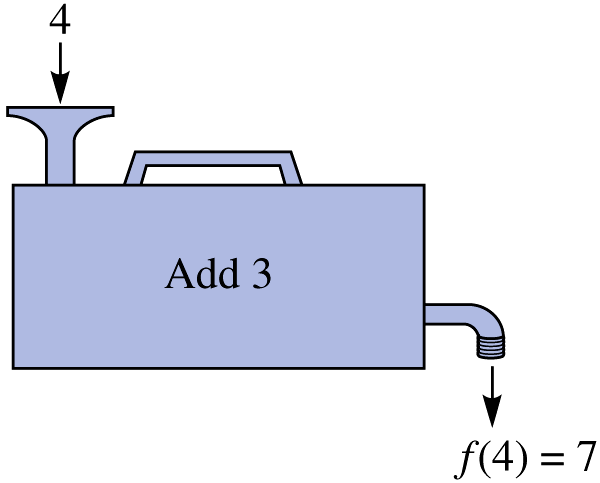 4
Add 3
f(4) = 7